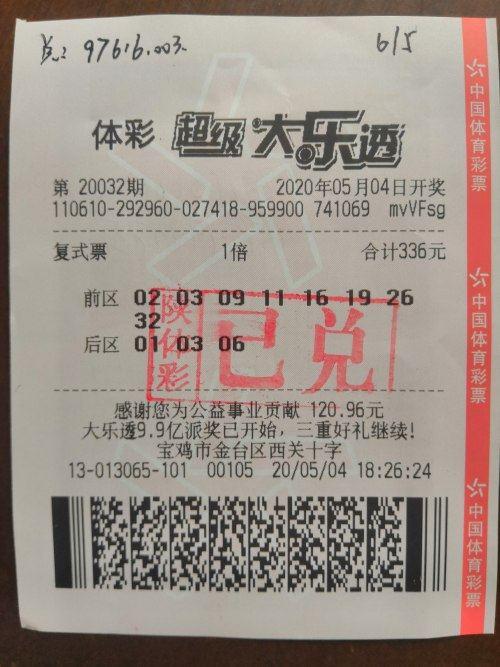 97616.003 6/5
体彩 超级大乐透
第 20032期 2020年05月04日开奖
110610-292960-027418-959900 741069 mvVFsg
复式票 1倍 合计336元
前区 02 03 09 11 16 19 26
32
后区 01 03 06
陕体彩 已兑
感谢您为公益事业贡献 120.96元
大乐透9.9亿派奖已开始，三重好礼继续!
宝鸡市金台区西关十字
13-013065-101 00105 20/05/04 18:26:24
中国体育彩票
中国体育彩票
中国体育彩票